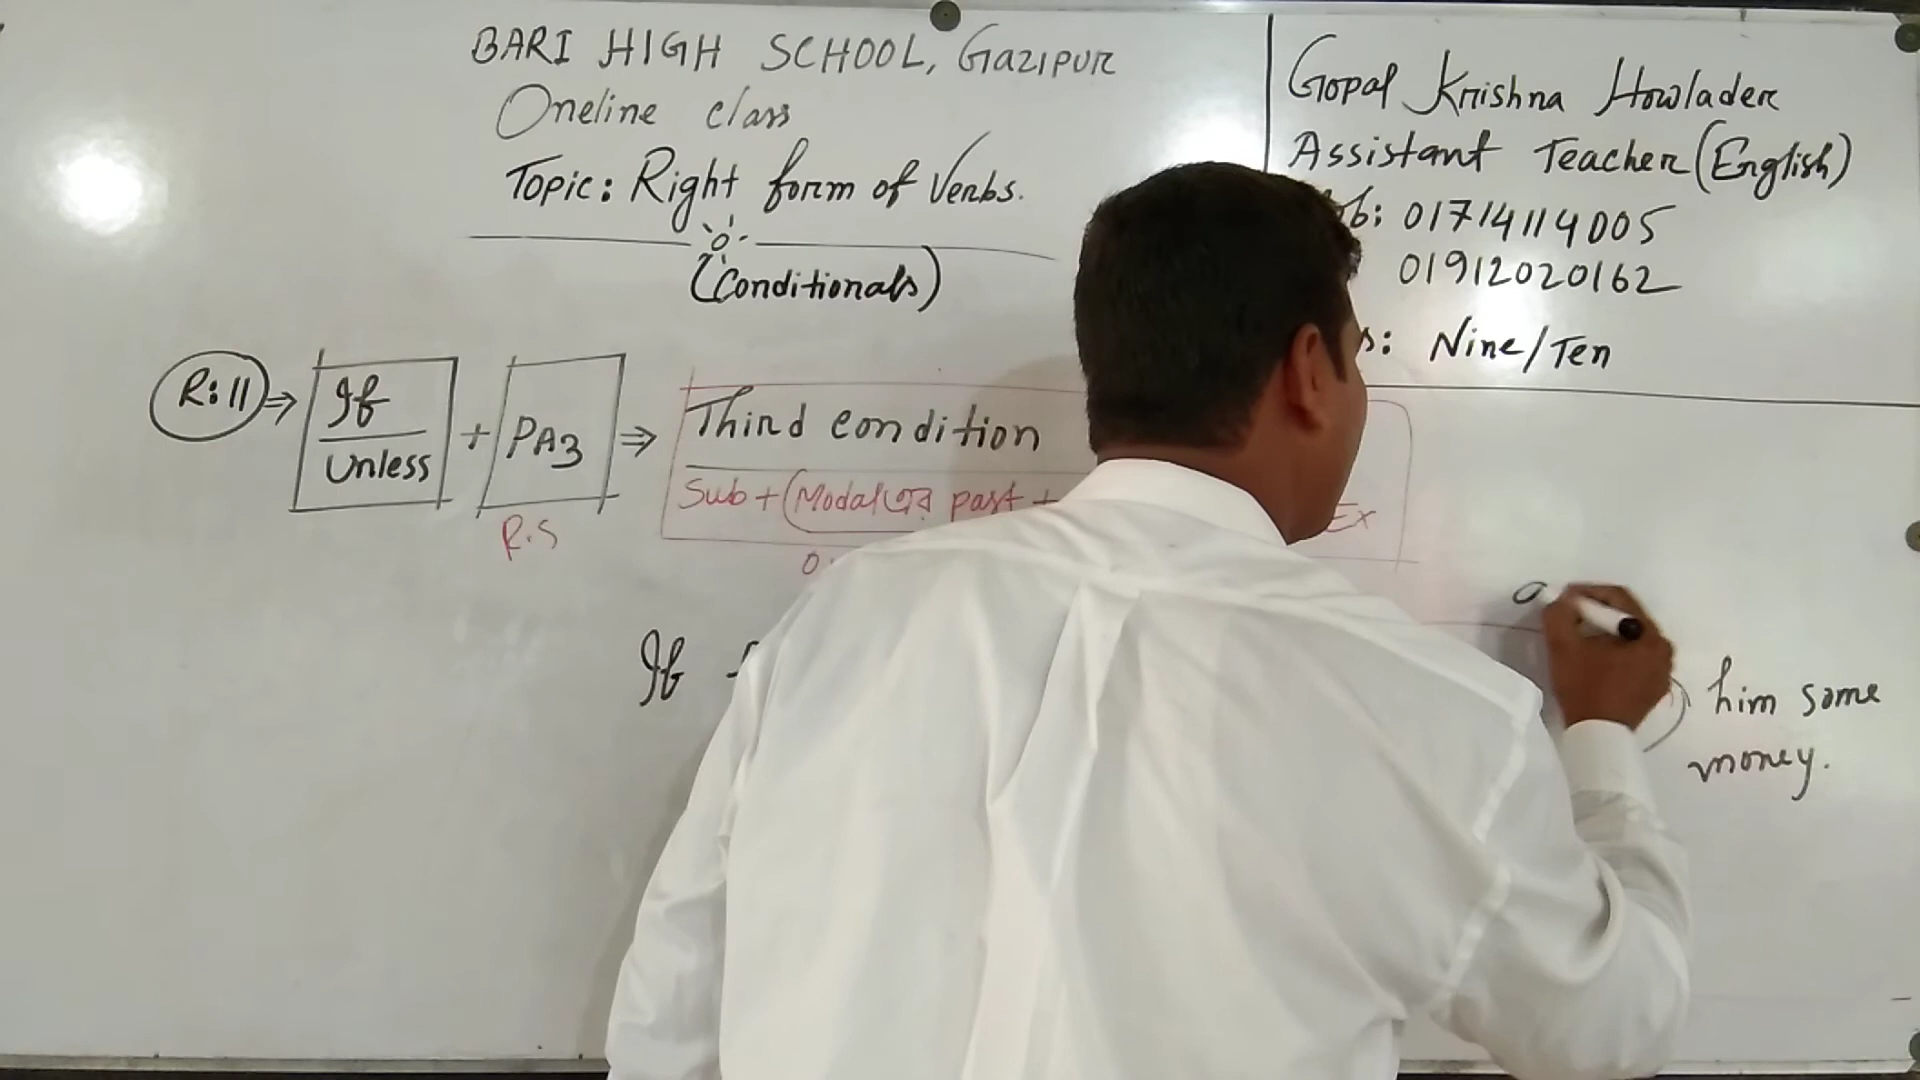 BARI HIGH SCHOOL, GAZIPUR
Oneline class
Topic: Right form of Verbs.
(Conditionals)
Gopal Krishna Howlader
Assistant Teacher (English)
b: 01714114005
01912020162
s: Nine/Ten
R:11 ⇒ If
Unless
+ PA3 ⇒
R.S
Third condition
Sub + (Modal এর past +
Ex
If
him some
money.